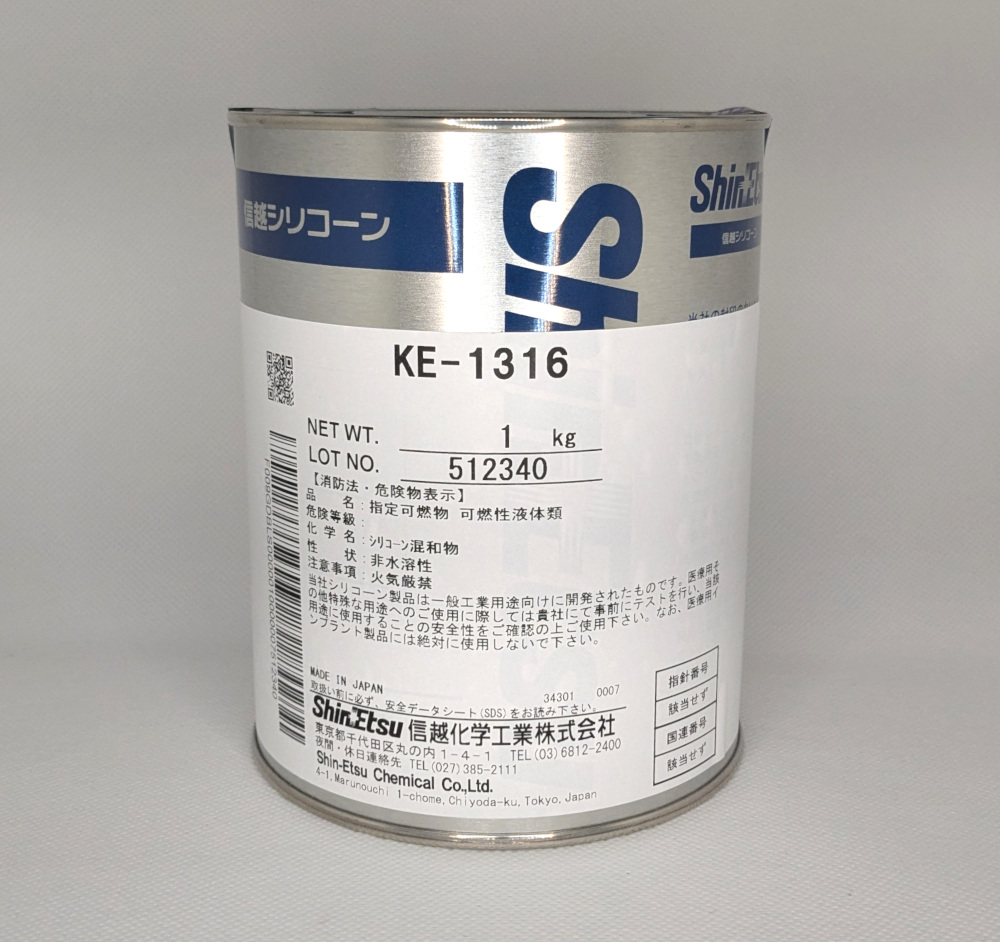 信越シリコーン
Sh
Shin-Etsu
信越シリコーン
KE-1316
NET WT. 1 kg
LOT NO. 512340
【消防法・危険物表示】
品 名:指定可燃物 可燃性液体類
危険等級:
化 学 名:シリコーン混和物
性 状:非水溶性
注意事項:火気厳禁
当社シリコーン製品は一般工業用途向けに開発されたものです。医療用そ
の他特殊な用途へのご使用に際しては貴社にて事前にテストを行い、当該
用途に使用することの安全性をご確認の上ご使用下さい。なお、医療用イ
ンプラント製品には絶対に使用しないで下さい。
MADE IN JAPAN
34301 0007
取扱い前に必ず、安全データシート(SDS)をお読み下さい。
指針番号
該当せず
国連番号
該当せず
Shin-Etsu 信越化学工業株式会社
東京都千代田区丸の内1-4-1 TEL(03)6812-2400
夜間・休日連絡先 TEL(027)385-2111
Shin-Etsu Chemical Co.,Ltd.
4-1,Marunouchi 1-chome,Chiyoda-ku,Tokyo,Japan